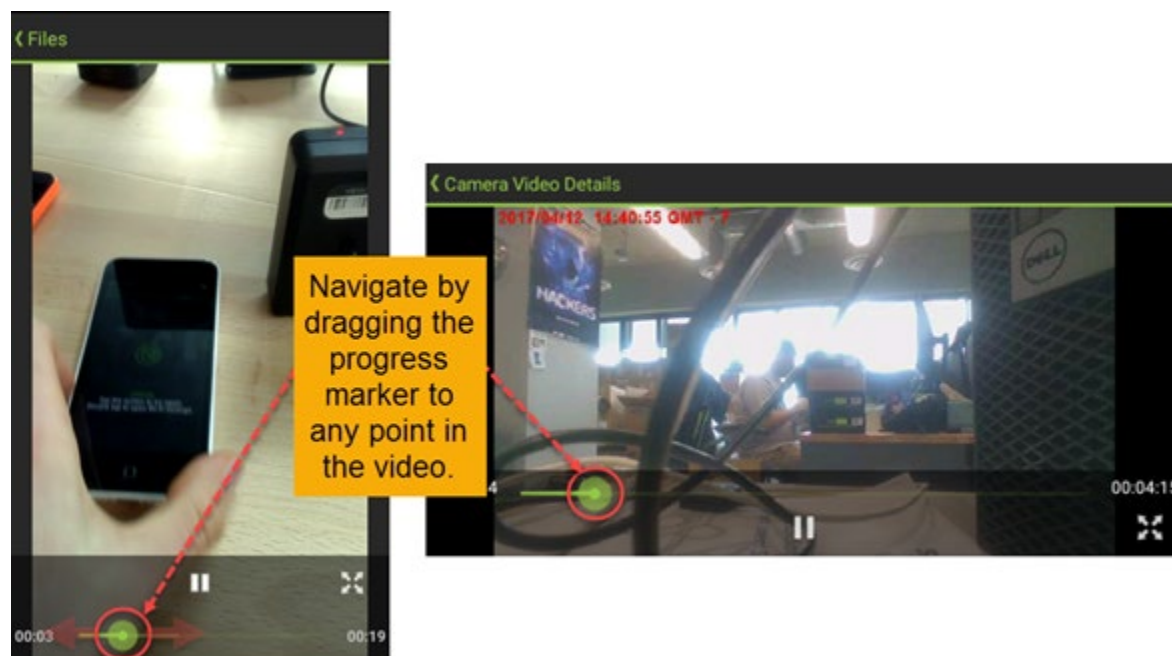 Files
Camera Video Details
2017/04/12 14:40:55 GMT - 7
HACKERS
DELL
Navigate by
dragging the
progress
marker to
any point in
the video.
4
00:04:15
00:03
00:19